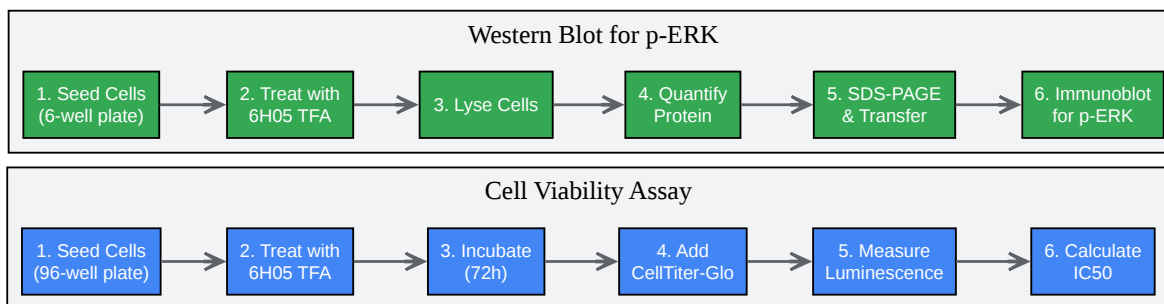 Western Blot for p-ERK
1. Seed Cells
(6-well plate)
2. Treat with
6H05 TFA
3. Lyse Cells
4. Quantify
Protein
5. SDS-PAGE
& Transfer
6. Immunoblot
for p-ERK
Cell Viability Assay
1. Seed Cells
(96-well plate)
2. Treat with
6H05 TFA
3. Incubate
(72h)
4. Add
CellTiter-Glo
5. Measure
Luminescence
6. Calculate
IC50